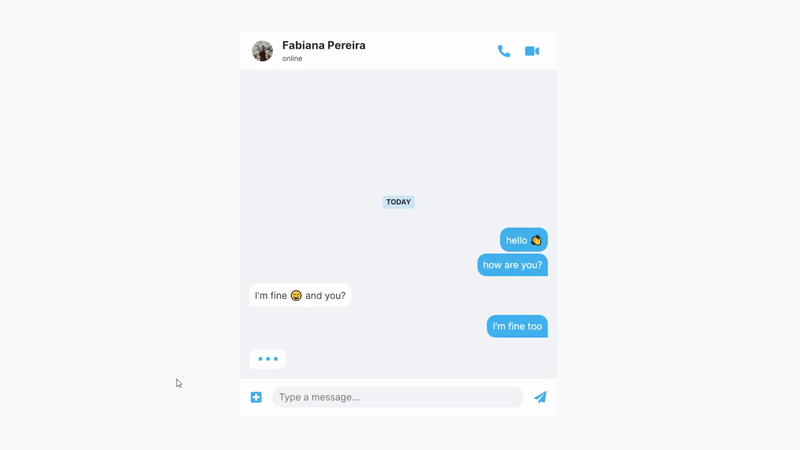 Fabiana Pereira
online
TODAY
hello 👏
how are you?
I'm fine 😄 and you?
I'm fine too
Type a message...